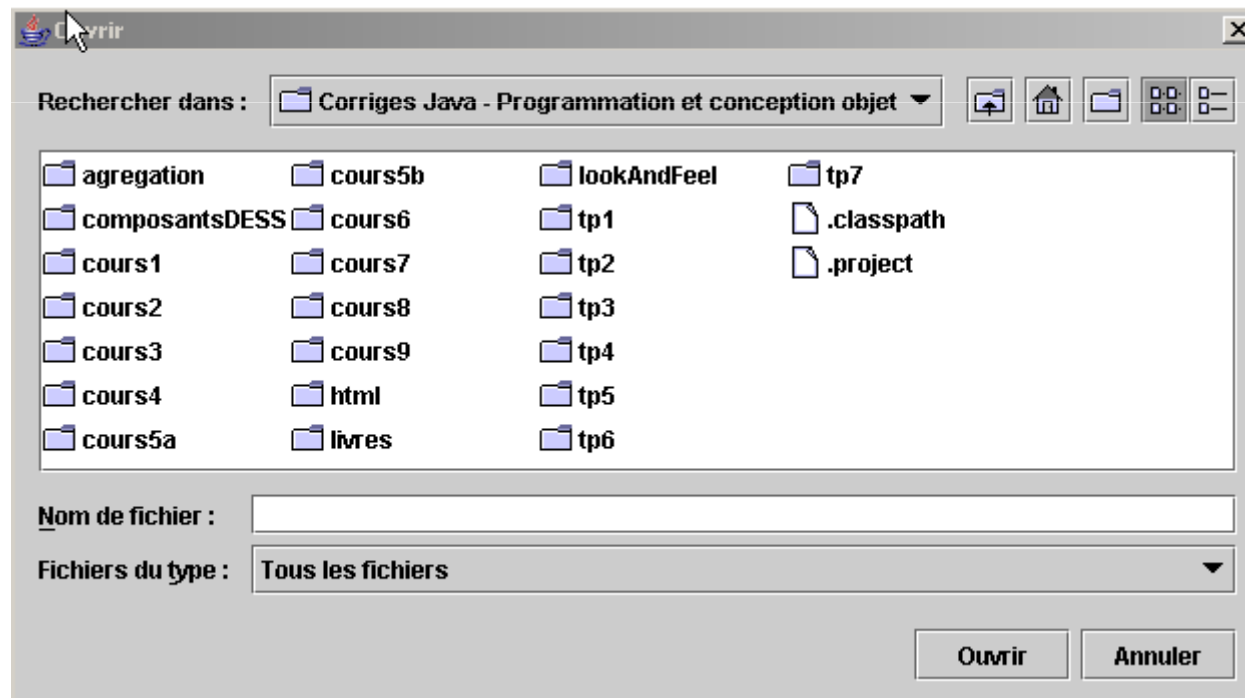 Ouvrir
Rechercher dans : Corriges Java - Programmation et conception objet
agregation cours5b lookAndFeel tp7
composantsDESS cours6 tp1 .classpath
cours1 cours7 tp2 .project
cours2 cours8 tp3
cours3 cours9 tp4
cours4 html tp5
cours5a livres tp6
Nom de fichier :
Fichiers du type : Tous les fichiers
Ouvrir Annuler